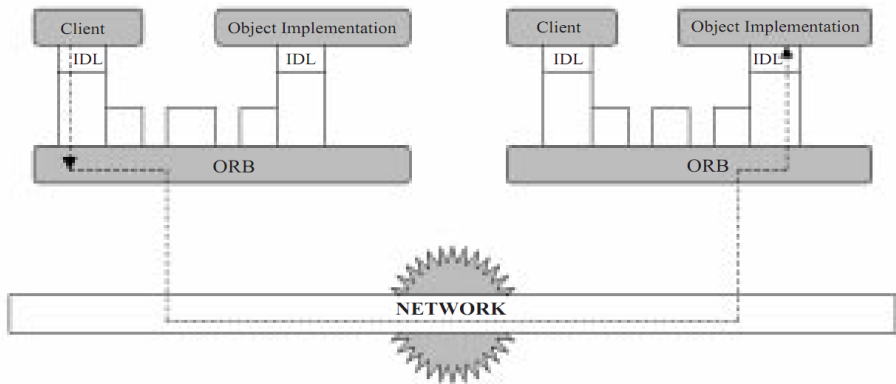 Client
Object Implementation
Client
Object Implementation
IDL
IDL
IDL
IDL
ORB
ORB
NETWORK